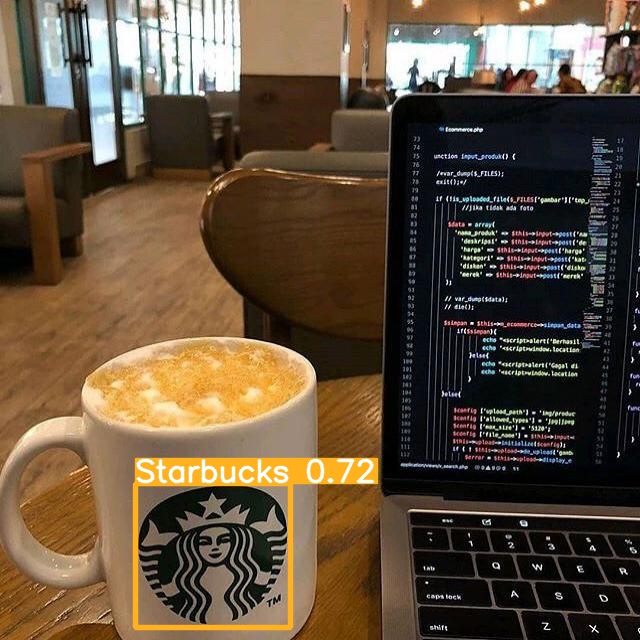 Ecommerce.php
73
74
75 unction input_produk() {
76
77 /*var_dump($_FILES);
78 exit();*/
79
80 if (!is_uploaded_file($_FILES['gambar']['tmp_
81 //jika tidak ada foto
82
83 $data = array(
84 'nama_produk' => $this->input->post('na
85 'deskripsi' => $this->input->post('de
86 'harga' => $this->input->post('harga'
87 'kategori' => $this->input->post('kat
88 'diskon' => $this->input->post('disko
89 'merek' => $this->input->post('merek'
90 );
91
92 // var_dump($data);
93 // die();
94
95 $simpan = $this->m_ecommerce->simpan_data
96 if($simpan){
97 echo "<script>alert('Berhasil
98 echo "<script>window.location
99 }else{
100 echo "<script>alert('Gagal di
101 echo "<script>window.location
102 }
103
104 }else{
105
106 $config ['upload_path'] = 'img/produc
107 $config ['allowed_types'] = 'jpg|jpeg
108 $config ['max_size'] = '5120';
109 $config ['file_name'] = $this->input->
110 $this->upload->initialize($config);
111 if ( ! $this->upload->do_upload('gamb
112 $error = $this->upload->display_e
Starbucks 0.72
TM
esc
! 1 @ 2 # 3 $ 4
tab Q W E R
caps lock A S D
shift Z X